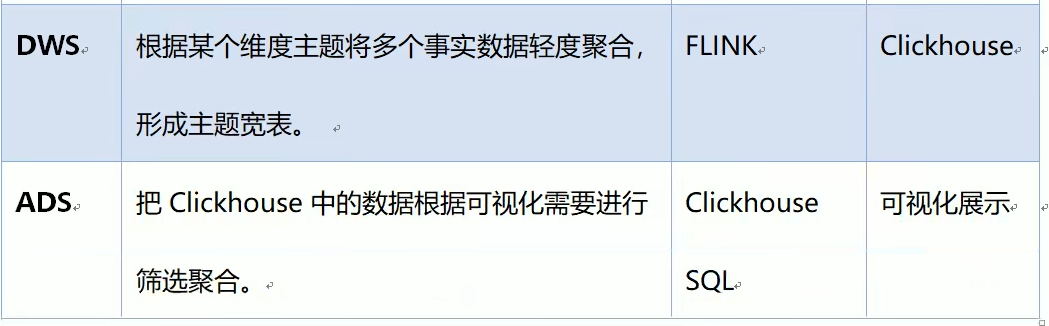 DWS 根据某个维度主题将多个事实数据轻度聚合， FLINK Clickhouse
形成主题宽表。
ADS 把 Clickhouse 中的数据根据可视化需要进行 Clickhouse 可视化展示
筛选聚合。 SQL